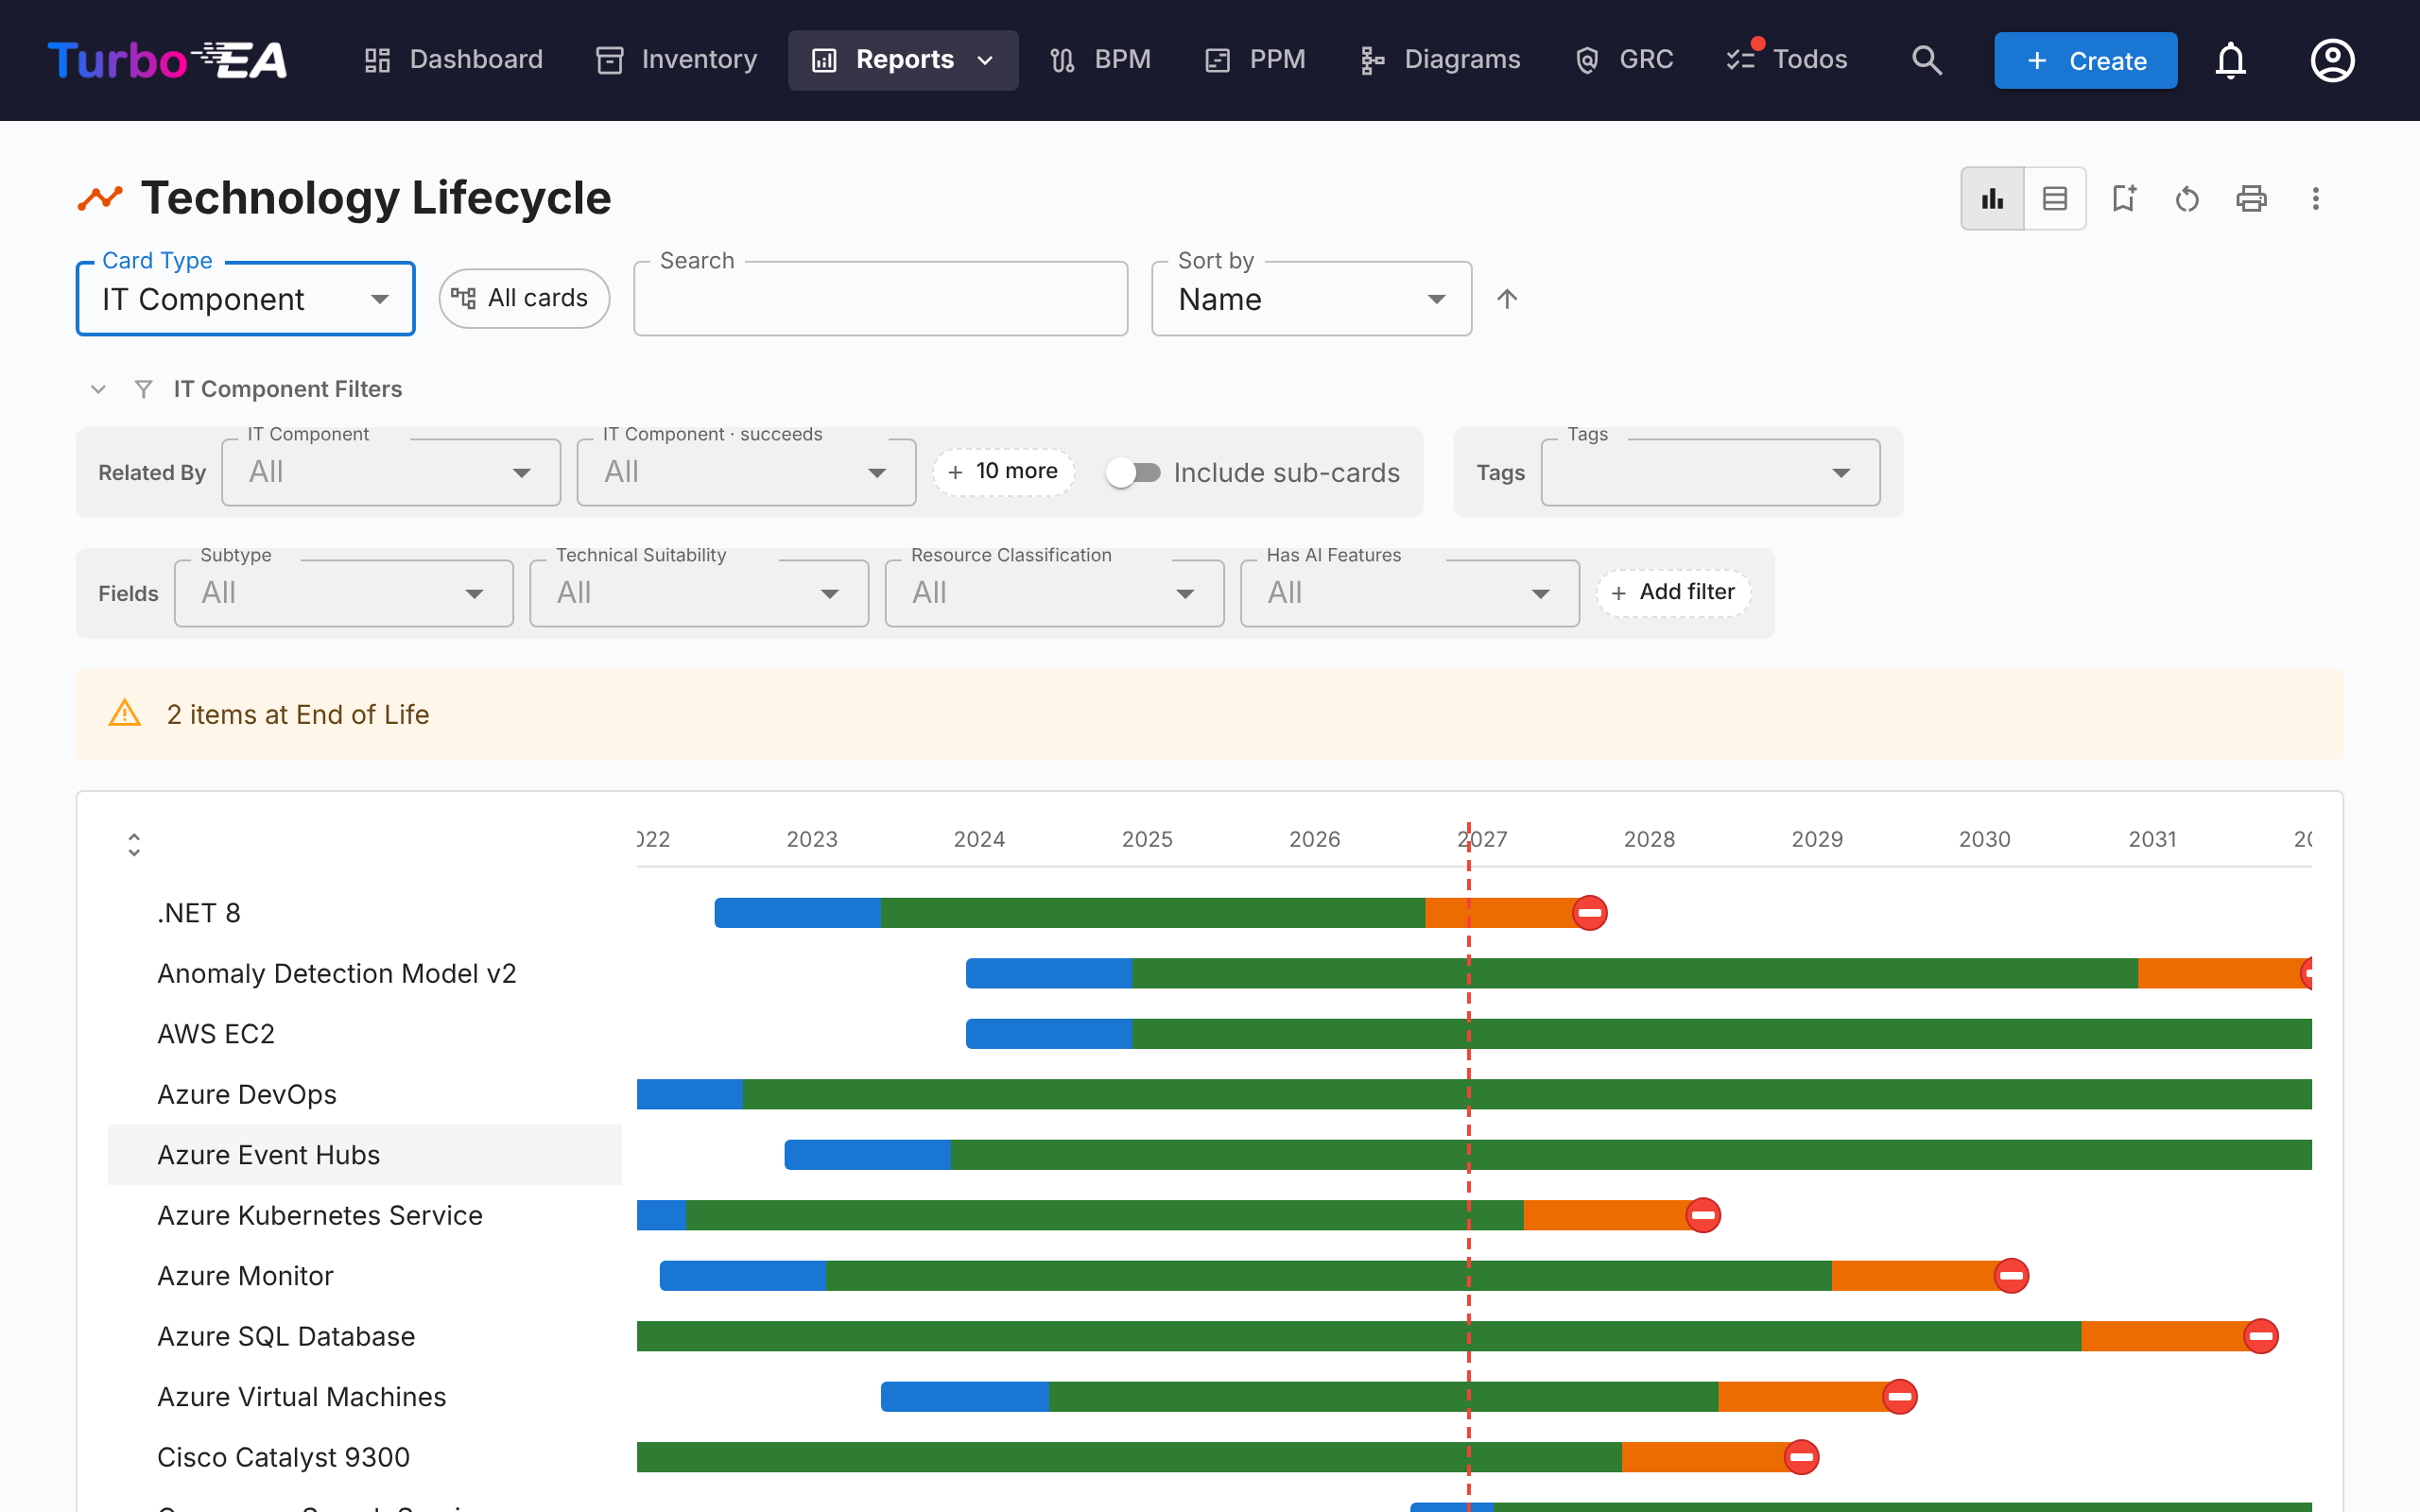 Turbo EA Dashboard Inventory Reports BPM PPM Diagrams GRC Todos + Create
Technology Lifecycle
Card Type
IT Component
All cards
Search
Sort by
Name
IT Component Filters
Related By
IT Component
All
IT Component · succeeds
All
+ 10 more
Include sub-cards
Tags
Tags
Fields
Subtype
All
Technical Suitability
All
Resource Classification
All
Has AI Features
All
+ Add filter
2 items at End of Life
022 2023 2024 2025 2026 2027 2028 2029 2030 2031
.NET 8
Anomaly Detection Model v2
AWS EC2
Azure DevOps
Azure Event Hubs
Azure Kubernetes Service
Azure Monitor
Azure SQL Database
Azure Virtual Machines
Cisco Catalyst 9300